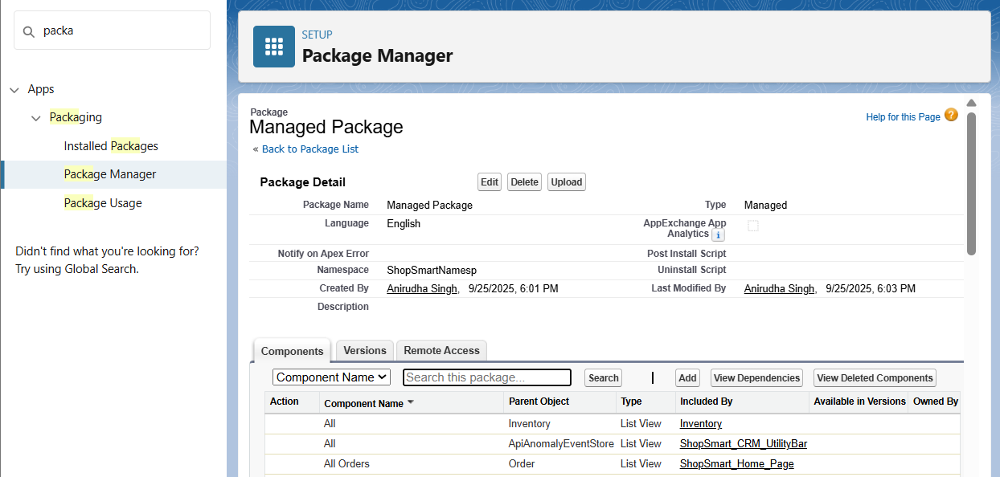 packa
Apps
Packaging
Installed Packages
Package Manager
Package Usage
Didn't find what you're looking for?
Try using Global Search.
SETUP
Package Manager
Package
Managed Package
« Back to Package List
Help for this Page ?
Package Detail Edit Delete Upload
Package Name Managed Package Type Managed
Language English AppExchange App
Analytics i
Notify on Apex Error Post Install Script
Namespace ShopSmartNamesp Uninstall Script
Created By Anirudha Singh, 9/25/2025, 6:01 PM Last Modified By Anirudha Singh, 9/25/2025, 6:03 PM
Description
Components Versions Remote Access
Component Name Search this package... Search Add View Dependencies View Deleted Components
Action Component Name Parent Object Type Included By Available in Versions Owned By
All Inventory List View Inventory
All ApiAnomalyEventStore List View ShopSmart_CRM_UtilityBar
All Orders Order List View ShopSmart_Home_Page